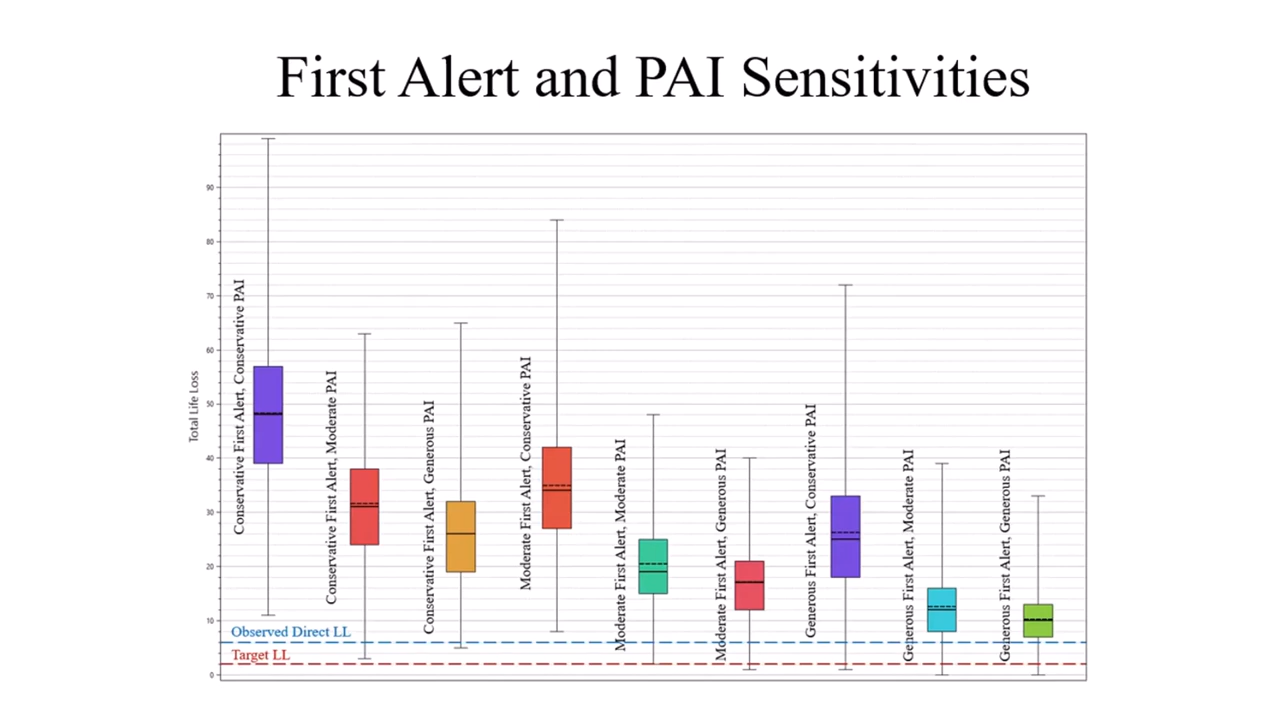 First Alert and PAI Sensitivities
Total Life Loss
90
80
70
60
50
40
30
20
10
0
Conservative First Alert, Conservative PAI
Conservative First Alert, Moderate PAI
Conservative First Alert, Generous PAI
Moderate First Alert, Conservative PAI
Moderate First Alert, Moderate PAI
Moderate First Alert, Generous PAI
Generous First Alert, Conservative PAI
Generous First Alert, Moderate PAI
Generous First Alert, Generous PAI
Observed Direct LL
Target LL